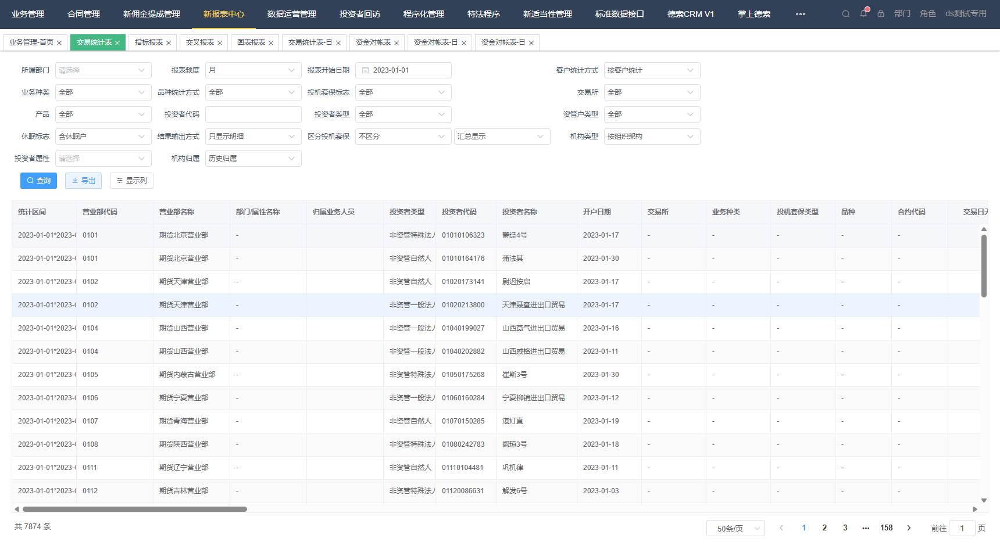 业务管理 合同管理 新佣金提成管理 新报表中心 数据运营管理 投资者回访 程序化管理 特法程序 新适当性管理 标准数据接口 德索CRM V1 掌上德索 ••• 部门 角色 ds测试专用
业务管理-首页 × 交易统计表 × 指标报表 × 交叉报表 × 图表报表 × 交易统计表-日 × 资金对帐表 × 资金对帐表-日 × 资金对帐表-日 ×
所属部门 请选择 报表频度 月 报表开始日期 2023-01-01 客户统计方式 按客户统计
业务种类 全部 品种统计方式 全部 投机套保标志 全部 交易所 全部
产品 全部 投资者代码 投资者类型 全部 资管户类型 全部
休眠标志 含休眠户 结果输出方式 只显示明细 区分投机套保 不区分 汇总显示 机构类型 按组织架构
投资者属性 请选择 机构归属 历史归属
查询 导出 显示列
统计区间 营业部代码 营业部名称 部门/属性名称 归属业务人员 投资者类型 投资者代码 投资者名称 开户日期 交易所 业务种类 投机套保类型 品种 合约代码 交易日天
2023-01-01*2023-0 0101 期货北京营业部 - 非资管特殊法人 01010106323 4号 2023-01-17 - - - - -
2023-01-01*2023-0 0101 期货北京营业部 - 非资管自然人 01010164176 蒲法其 2023-01-30 - - - - -
2023-01-01*2023-0 0102 期货天津营业部 - 非资管自然人 01020173141 尉迟按启 2023-01-17 - - - - -
2023-01-01*2023-0 0102 期货天津营业部 - 非资管一般法人 01020213800 天津聂查进出口贸易 2023-01-17 - - - - -
2023-01-01*2023-0 0104 期货山西营业部 - 非资管一般法人 01040199027 山西葛气进出口贸易 2023-01-16 - - - - -
2023-01-01*2023-0 0104 期货山西营业部 - 非资管一般法人 01040202882 山西戚铬进出口贸易 2023-01-11 - - - - -
2023-01-01*2023-0 0105 期货内蒙古营业部 - 非资管特殊法人 01050175268 崔斯3号 2023-01-30 - - - - -
2023-01-01*2023-0 0106 期货宁夏营业部 - 非资管一般法人 01060160284 宁夏柳销进出口贸易 2023-01-12 - - - - -
2023-01-01*2023-0 0107 期货青海营业部 - 非资管自然人 01070150285 湛灯直 2023-01-19 - - - - -
2023-01-01*2023-0 0108 期货陕西营业部 - 非资管特殊法人 01080242783 阙琼3号 2023-01-18 - - - - -
2023-01-01*2023-0 0111 期货辽宁营业部 - 非资管自然人 01110104481 巩机律 2023-01-11 - - - - -
2023-01-01*2023-0 0112 期货吉林营业部 - 非资管特殊法人 01120086631 解发6号 2023-01-03 - - - - -
共 7874 条 50条/页 1 2 3 ••• 158 前往 1 页